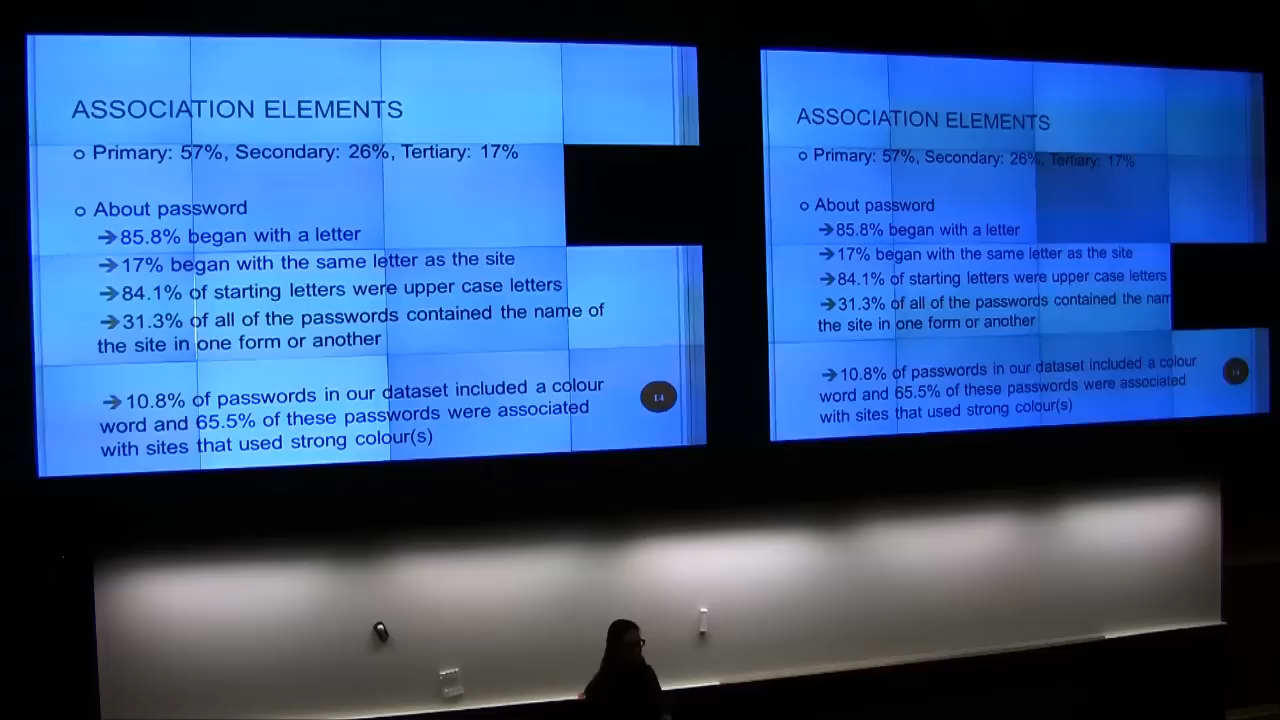 ASSOCIATION ELEMENTS
Primary: 57%, Secondary: 26%, Tertiary: 17%
About password
→85.8% began with a letter
→17% began with the same letter as the site
→84.1% of starting letters were upper case letters
→31.3% of all of the passwords contained the name of
the site in one form or another
→10.8% of passwords in our dataset included a colour
word and 65.5% of these passwords were associated
with sites that used strong colour(s)
14
ASSOCIATION ELEMENTS
Primary: 57%, Secondary: 26%, Tertiary: 17%
About password
→85.8% began with a letter
→17% began with the same letter as the site
→84.1% of starting letters were upper case letters
→31.3% of all of the passwords contained the nam
the site in one form or another
→10.8% of passwords in our dataset included a colour
word and 65.5% of these passwords were associated
with sites that used strong colour(s)
14